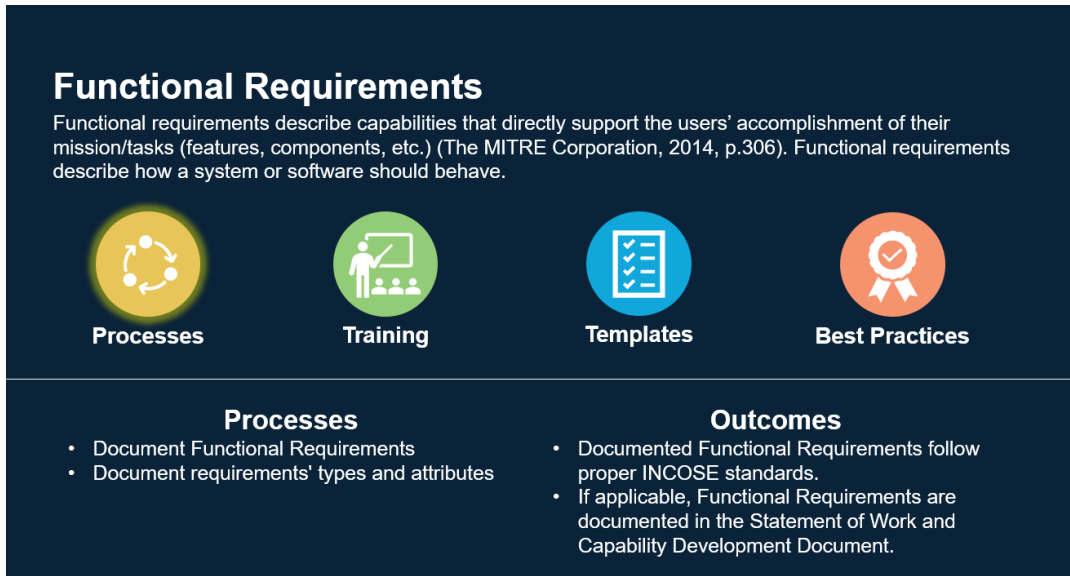 Functional Requirements
Functional requirements describe capabilities that directly support the users’ accomplishment of their
mission/tasks (features, components, etc.) (The MITRE Corporation, 2014, p.306). Functional requirements
describe how a system or software should behave.
Processes
Training
Templates
Best Practices
Processes
• Document Functional Requirements
• Document requirements' types and attributes
Outcomes
• Documented Functional Requirements follow
proper INCOSE standards.
• If applicable, Functional Requirements are
documented in the Statement of Work and
Capability Development Document.